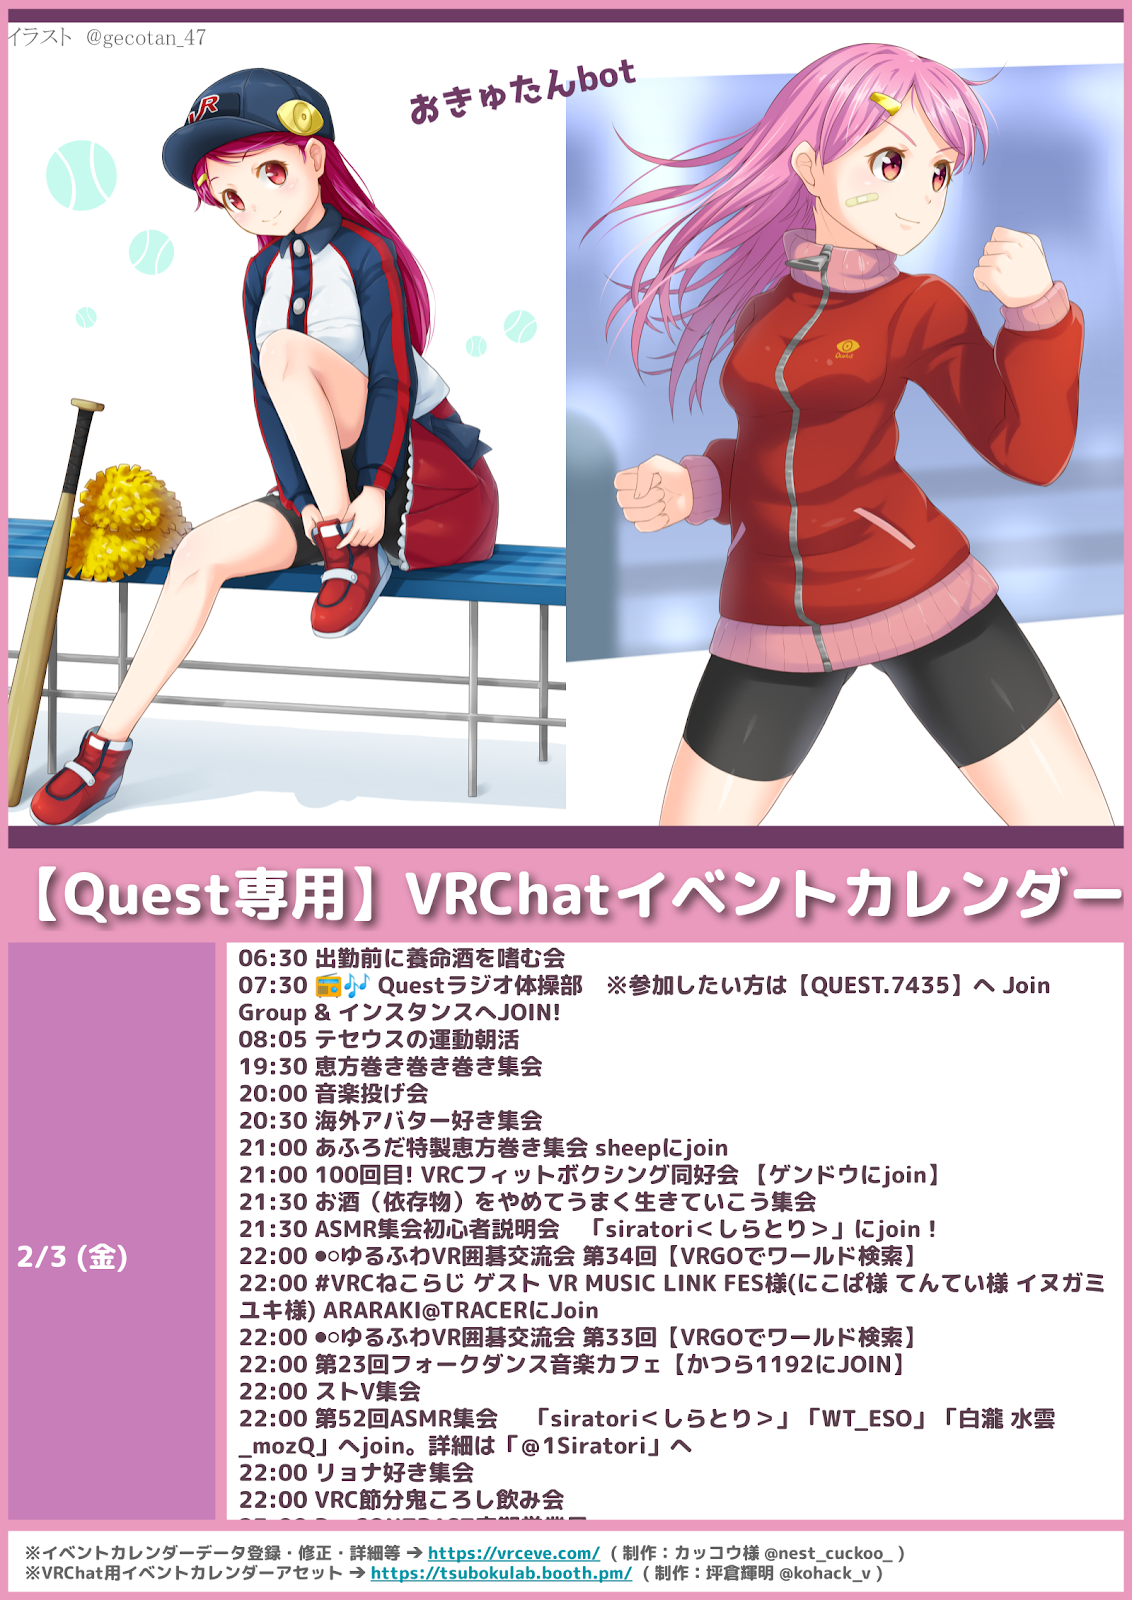 イラスト @gecotan_47
おきゅたんbot
VR
Quest
【Quest専用】VRChatイベントカレンダー
2/3 (金)
06:30 出勤前に養命酒を嗜む会
07:30 📻🎶 Questラジオ体操部　※参加したい方は【QUEST.7435】へ Join
Group & インスタンスへJOIN!
08:05 テセウスの運動朝活
19:30 恵方巻き巻き巻き集会
20:00 音楽投げ会
20:30 海外アバター好き集会
21:00 あふろだ特製恵方巻き集会 sheepにjoin
21:00 100回目! VRCフィットボクシング同好会 【ゲンドウにjoin】
21:30 お酒（依存物）をやめてうまく生きていこう集会
21:30 ASMR集会初心者説明会　「siratori＜しらとり＞」にjoin！
22:00 ●○ゆるふわVR囲碁交流会 第34回【VRGOでワールド検索】
22:00 #VRCねこらじ ゲスト VR MUSIC LINK FES様(にこぱ様 てんてい様 イヌガミ
ユキ様) ARARAKI@TRACERにJoin
22:00 ●○ゆるふわVR囲碁交流会 第33回【VRGOでワールド検索】
22:00 第23回フォークダンス音楽カフェ【かつら1192にJOIN】
22:00 ストV集会
22:00 第52回ASMR集会　「siratori＜しらとり＞」「WT_ESO」「白瀧 水雲
_mozQ」へjoin。詳細は「@1Siratori」へ
22:00 リョナ好き集会
22:00 VRC節分鬼ころし飲み会
※イベントカレンダーデータ登録・修正・詳細等 ➔ https://vrceve.com/ ( 制作：カッコウ様 @nest_cuckoo_ )
※VRChat用イベントカレンダーアセット ➔ https://tsubokulab.booth.pm/ ( 制作：坪倉輝明 @kohack_v )